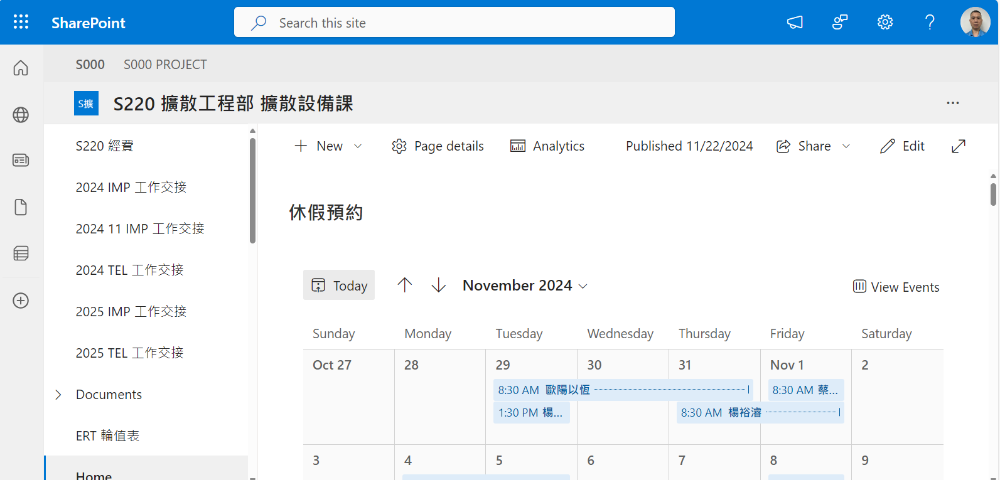 SharePoint
Search this site
S000 S000 PROJECT
S擴
S220 擴散工程部 擴散設備課
S220 經費
2024 IMP 工作交接
2024 11 IMP 工作交接
2024 TEL 工作交接
2025 IMP 工作交接
2025 TEL 工作交接
Documents
ERT 輪值表
Home
New Page details Analytics Published 11/22/2024 Share Edit
休假預約
Today November 2024 View Events
Sunday Monday Tuesday Wednesday Thursday Friday Saturday
Oct 27 28 29 30 31 Nov 1 2
8:30 AM 歐陽以恆 8:30 AM 蔡...
1:30 PM 楊... 8:30 AM 楊裕濬
3 4 5 6 7 8 9